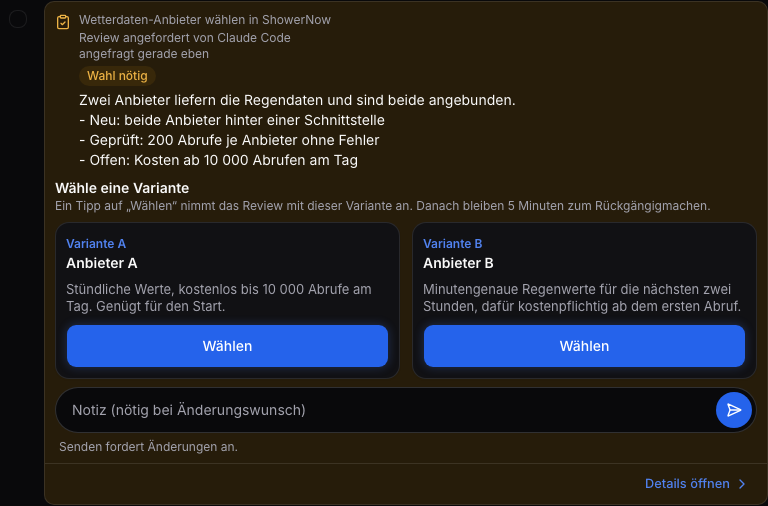 Wetterdaten-Anbieter wählen in ShowerNow
Review angefordert von Claude Code
angefragt gerade eben
Wahl nötig
Zwei Anbieter liefern die Regendaten und sind beide angebunden.
- Neu: beide Anbieter hinter einer Schnittstelle
- Geprüft: 200 Abrufe je Anbieter ohne Fehler
- Offen: Kosten ab 10 000 Abrufen am Tag
Wähle eine Variante
Ein Tipp auf „Wählen“ nimmt das Review mit dieser Variante an. Danach bleiben 5 Minuten zum Rückgängigmachen.
Variante A
Anbieter A
Stündliche Werte, kostenlos bis 10 000 Abrufe am
Tag. Genügt für den Start.
Wählen
Variante B
Anbieter B
Minutengenaue Regenwerte für die nächsten zwei
Stunden, dafür kostenpflichtig ab dem ersten Abruf.
Wählen
Notiz (nötig bei Änderungswunsch)
Senden fordert Änderungen an.
Details öffnen